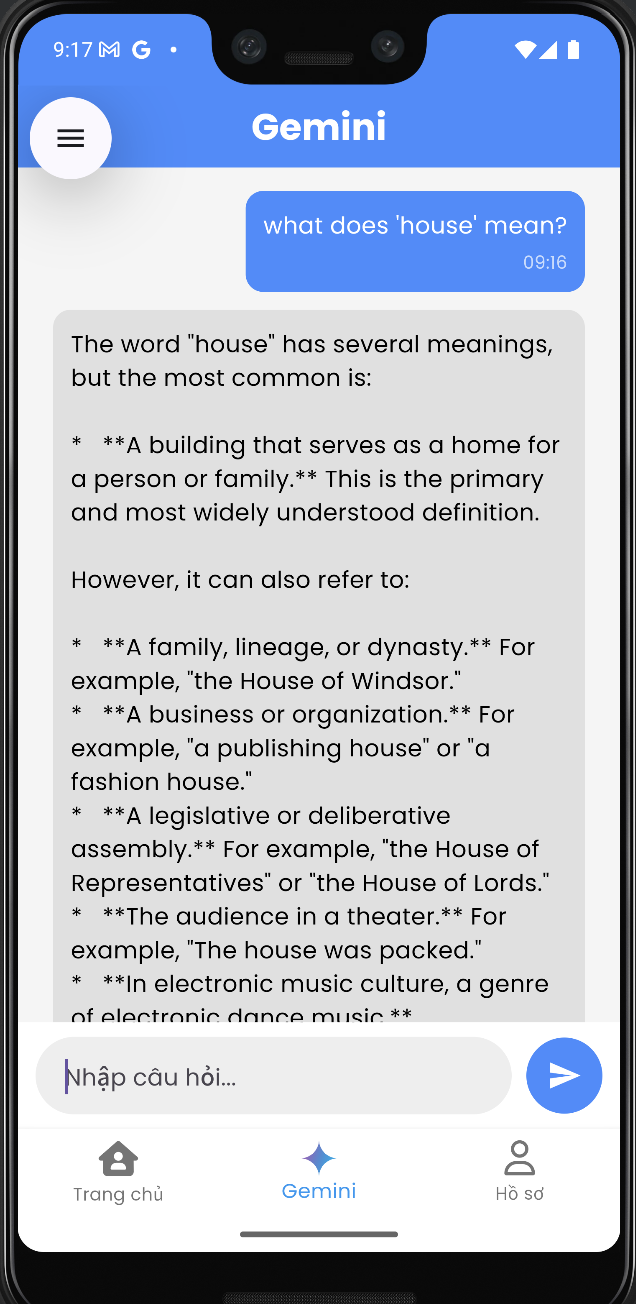 9:17
Gemini
what does 'house' mean?
09:16
The word "house" has several meanings,
but the most common is:
*   **A building that serves as a home for
a person or family.** This is the primary
and most widely understood definition.
However, it can also refer to:
*   **A family, lineage, or dynasty.** For
example, "the House of Windsor."
*   **A business or organization.** For
example, "a publishing house" or "a
fashion house."
*   **A legislative or deliberative
assembly.** For example, "the House of
Representatives" or "the House of Lords."
*   **The audience in a theater.** For
example, "The house was packed."
*   **In electronic music culture, a genre
of electronic dance music.**
Nhập câu hỏi...
Trang chủ
Gemini
Hồ sơ